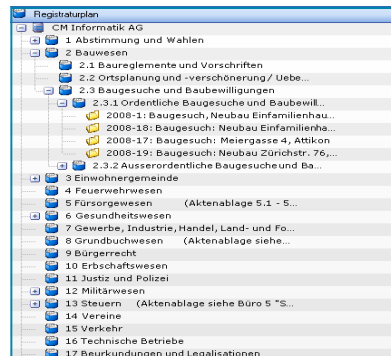 Registraturplan
CM Informatik AG
1 Abstimmung und Wahlen
2 Bauwesen
2.1 Baureglemente und Vorschriften
2.2 Ortsplanung und -verschönerung / Uebe...
2.3 Baugesuche und Baubewilligungen
2.3.1 Ordentliche Baugesuche und Baubewill...
2008-1: Baugesuch, Neubau Einfamilienhau...
2008-18: Baugesuch: Neubau Einfamilienha...
2008-17: Baugesuch: Meiergasse 4, Attikon
2008-19: Baugesuch: Neubau Zürichstr. 76,...
2.3.2 Ausserordentliche Baugesuche und Ba...
3 Einwohnergemeinde
4 Feuerwehrwesen
5 Fürsorgewesen (Aktenablage 5.1 - 5...
6 Gesundheitswesen
7 Gewerbe, Industrie, Handel, Land- und Fo...
8 Grundbuchwesen (Aktenablage siehe...
9 Bürgerrecht
10 Erbschaftswesen
11 Justiz und Polizei
12 Militärwesen
13 Steuern (Aktenablage siehe Büro 5 "S...
14 Vereine
15 Verkehr
16 Technische Betriebe
17 Beurkundungen und Legalisationen